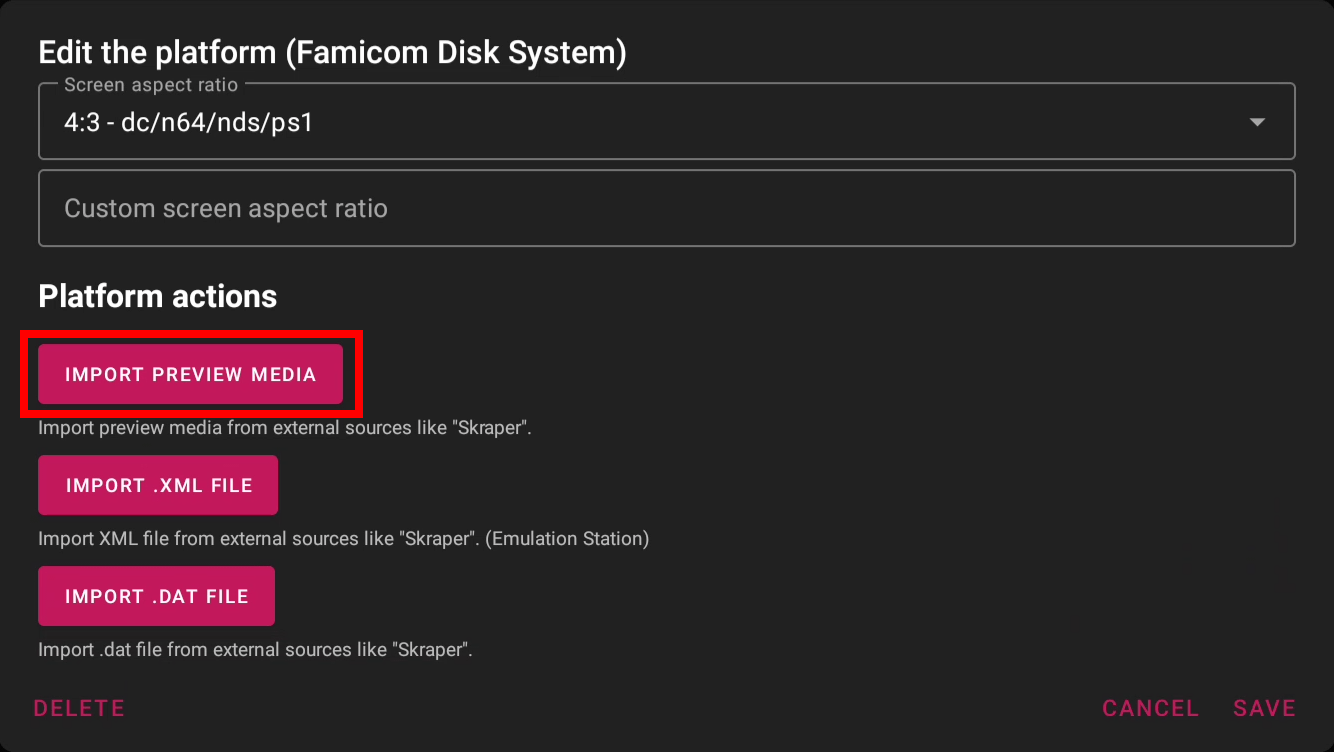 Edit the platform (Famicom Disk System)
Screen aspect ratio
4:3 - dc/n64/nds/ps1
Custom screen aspect ratio
Platform actions
IMPORT PREVIEW MEDIA
Import preview media from external sources like "Skraper".
IMPORT .XML FILE
Import XML file from external sources like "Skraper". (Emulation Station)
IMPORT .DAT FILE
Import .dat file from external sources like "Skraper".
DELETE CANCEL SAVE